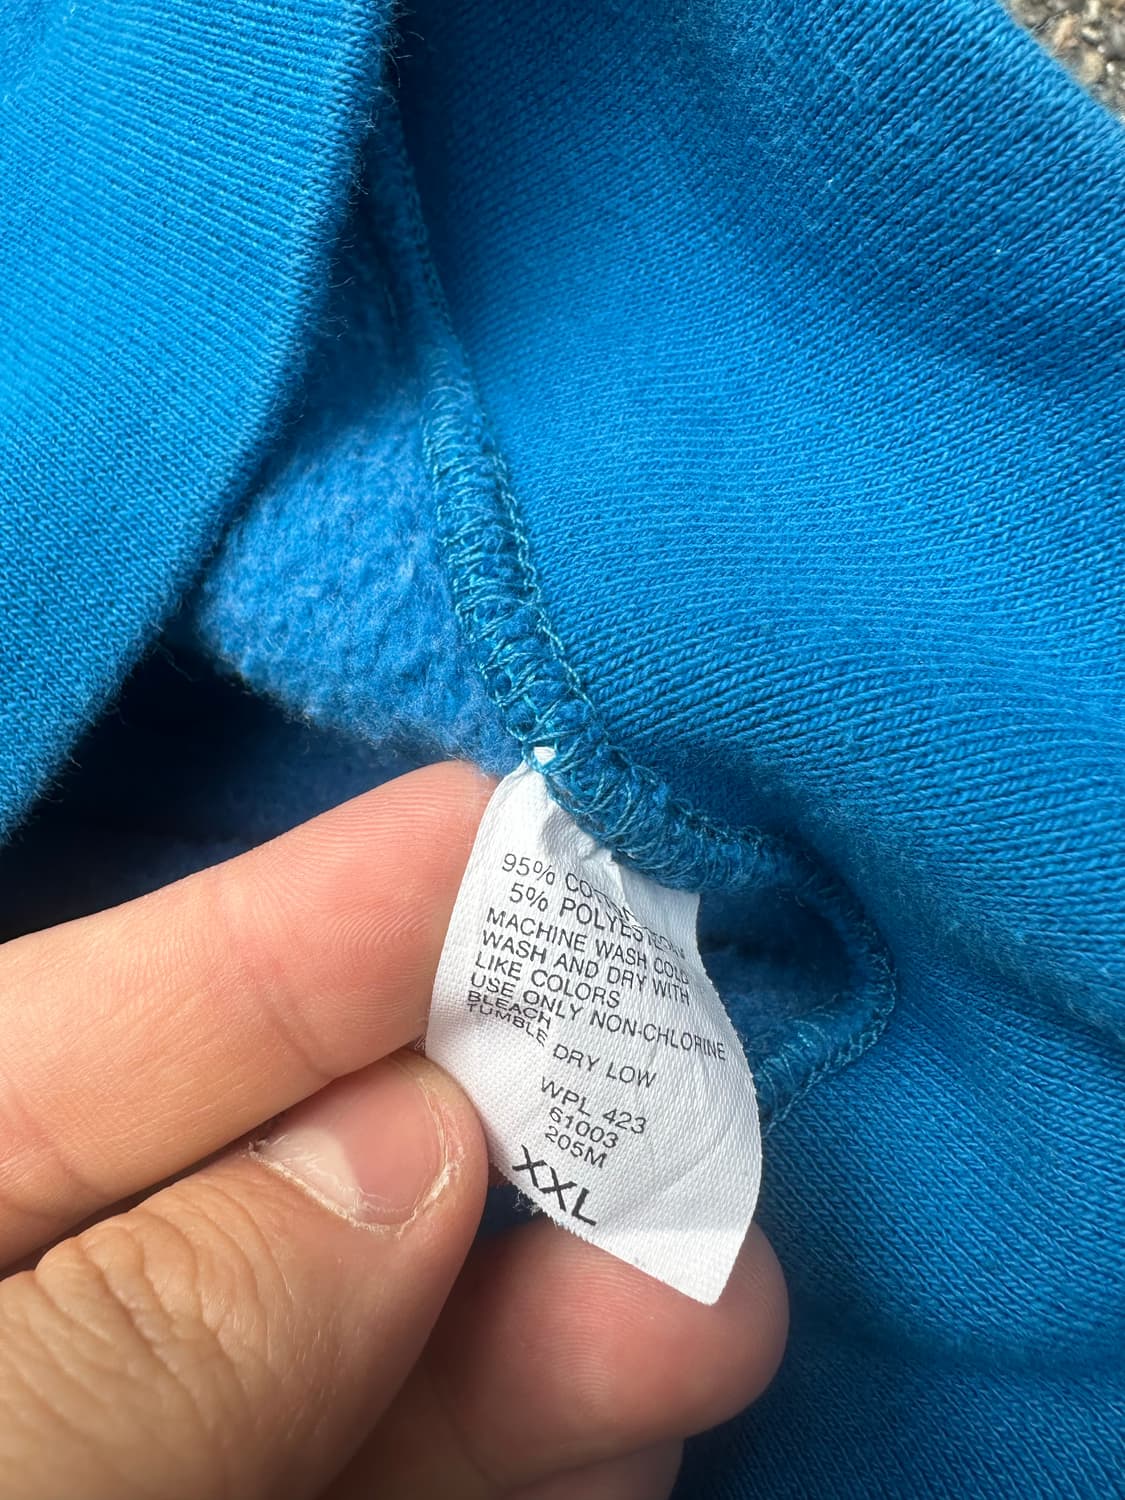 95% COTTON
5% POLYESTER
MACHINE WASH COLD
WASH AND DRY WITH
LIKE COLORS
USE ONLY NON-CHLORINE
BLEACH
TUMBLE DRY LOW
WPL 423
61003
205M
XXL